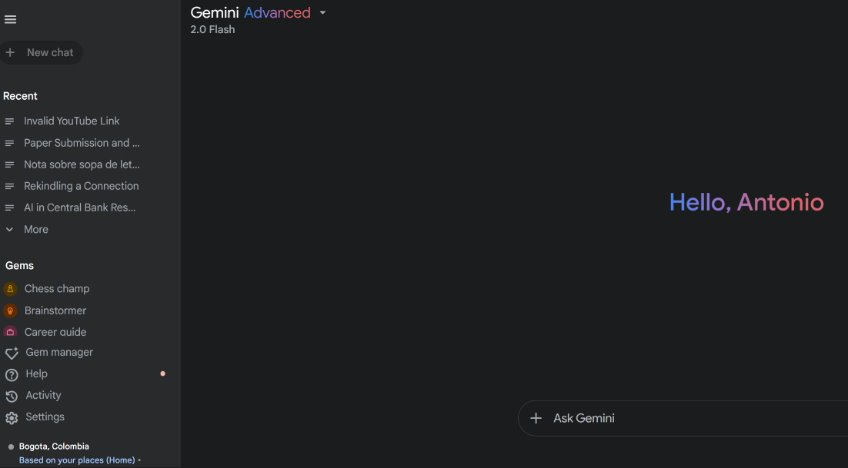 Gemini Advanced
2.0 Flash
New chat
Recent
Invalid YouTube Link
Paper Submission and ...
Nota sobre sopa de let...
Rekindling a Connection
AI in Central Bank Res...
More
Gems
Chess champ
Brainstormer
Career guide
Gem manager
Help
Activity
Settings
Bogota, Colombia
Based on your places (Home) •
Hello, Antonio
Ask Gemini